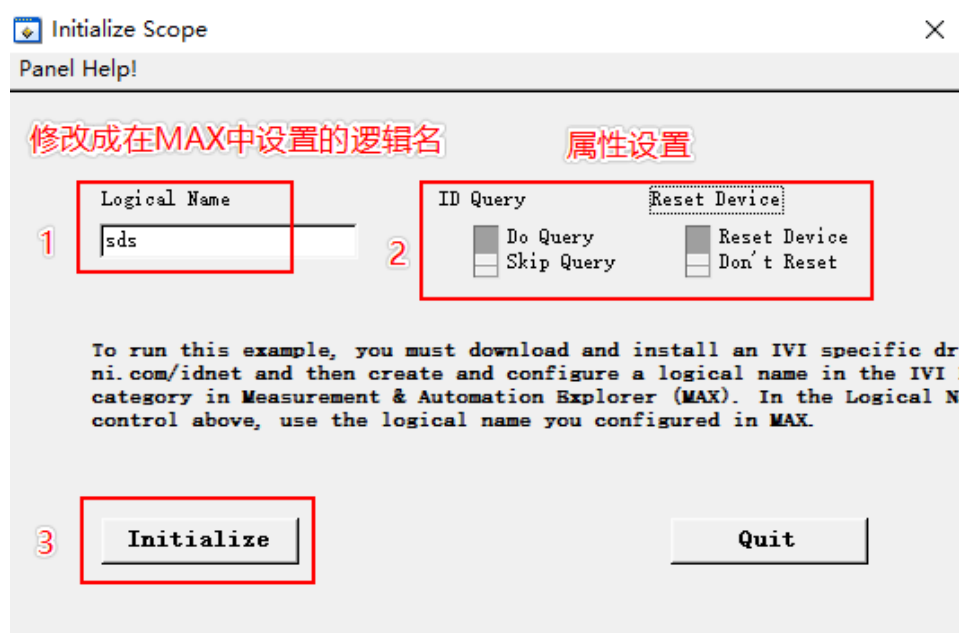 Initialize Scope
Panel Help!
修改成在MAX中设置的逻辑名
属性设置
Logical Name
ID Query
Reset Device
1
sds
2
Do Query
Skip Query
Reset Device
Don't Reset
To run this example, you must download and install an IVI specific dr
ni.com/idnet and then create and configure a logical name in the IVI
category in Measurement & Automation Explorer (MAX). In the Logical N
control above, use the logical name you configured in MAX.
3
Initialize
Quit